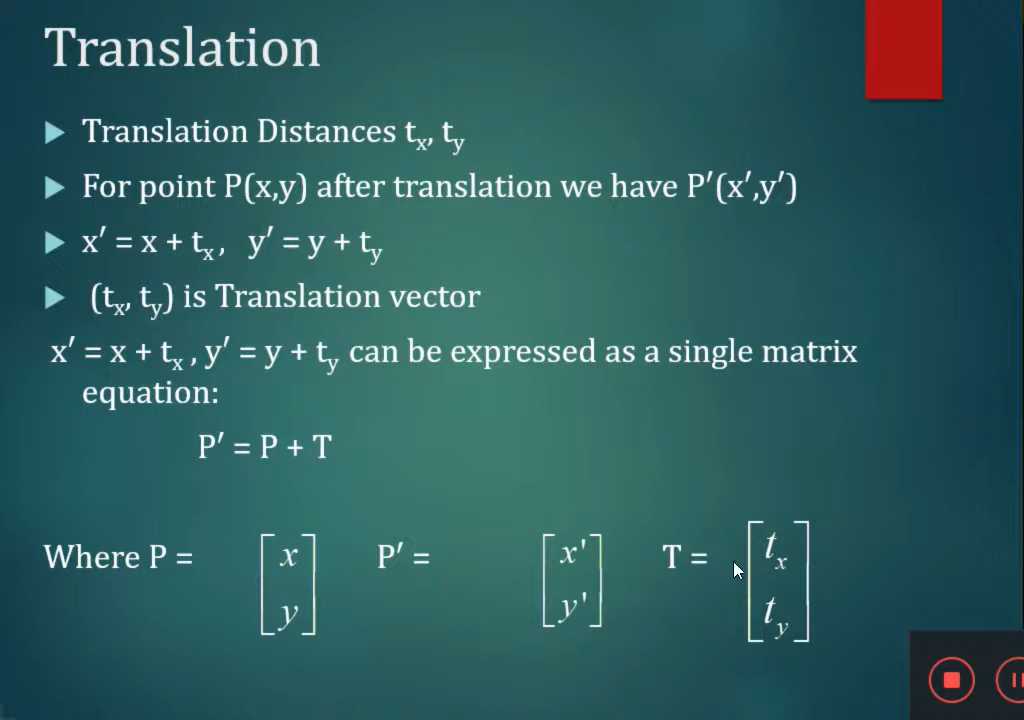 Translation
Translation Distances tx, ty
For point P(x,y) after translation we have P′(x′,y′)
x′ = x + tx, y′ = y + ty
(tx, ty) is Translation vector
x′ = x + tx , y′ = y + ty can be expressed as a single matrix
equation:
P′ = P + T
Where P = [x y] P′ = [x' y'] T = [tx ty]